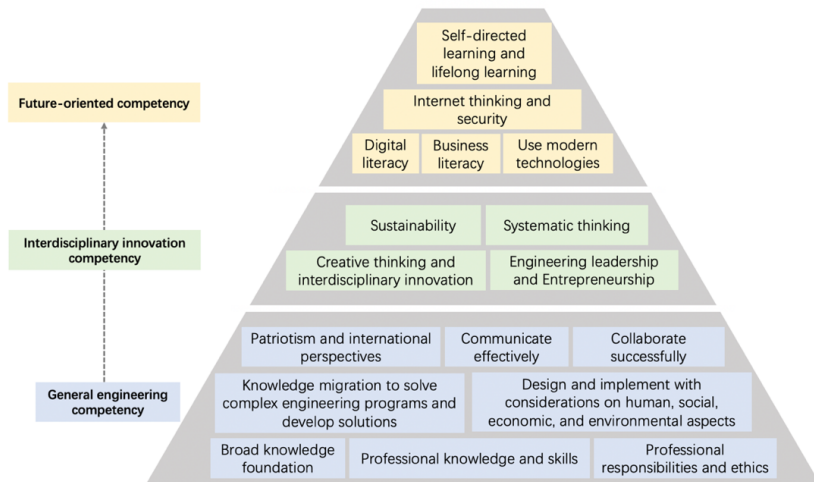 Self-directed
learning and
lifelong learning
Future-oriented competency
Internet thinking and
security
Digital
literacy
Business
literacy
Use modern
technologies
Sustainability
Systematic thinking
Interdisciplinary innovation
competency
Creative thinking and
interdisciplinary innovation
Engineering leadership
and Entrepreneurship
Patriotism and international
perspectives
Communicate
effectively
Collaborate
successfully
General engineering
competency
Knowledge migration to solve
complex engineering programs and
develop solutions
Design and implement with
considerations on human, social,
economic, and environmental aspects
Broad knowledge
foundation
Professional knowledge and skills
Professional
responsibilities and ethics